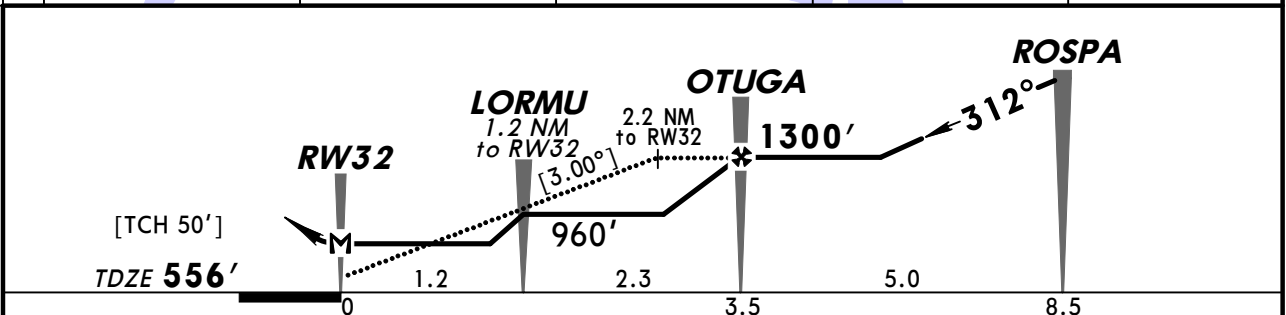 ROSPA
OTUGA
LORMU
1.2 NM
to RW32
2.2 NM
to RW32
312°
1300′
RW32
[3.00°]
[TCH 50′]
960′
TDZE 556′
1.2
2.3
5.0
0
3.5
8.5
M